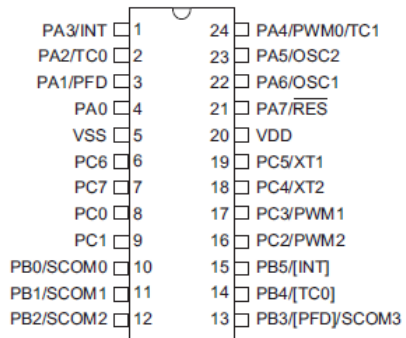 PA3/INT 1 24 PA4/PWM0/TC1
PA2/TC0 2 23 PA5/OSC2
PA1/PFD 3 22 PA6/OSC1
PA0 4 21 PA7/RES
VSS 5 20 VDD
PC6 6 19 PC5/XT1
PC7 7 18 PC4/XT2
PC0 8 17 PC3/PWM1
PC1 9 16 PC2/PWM2
PB0/SCOM0 10 15 PB5/[INT]
PB1/SCOM1 11 14 PB4/[TC0]
PB2/SCOM2 12 13 PB3/[PFD]/SCOM3